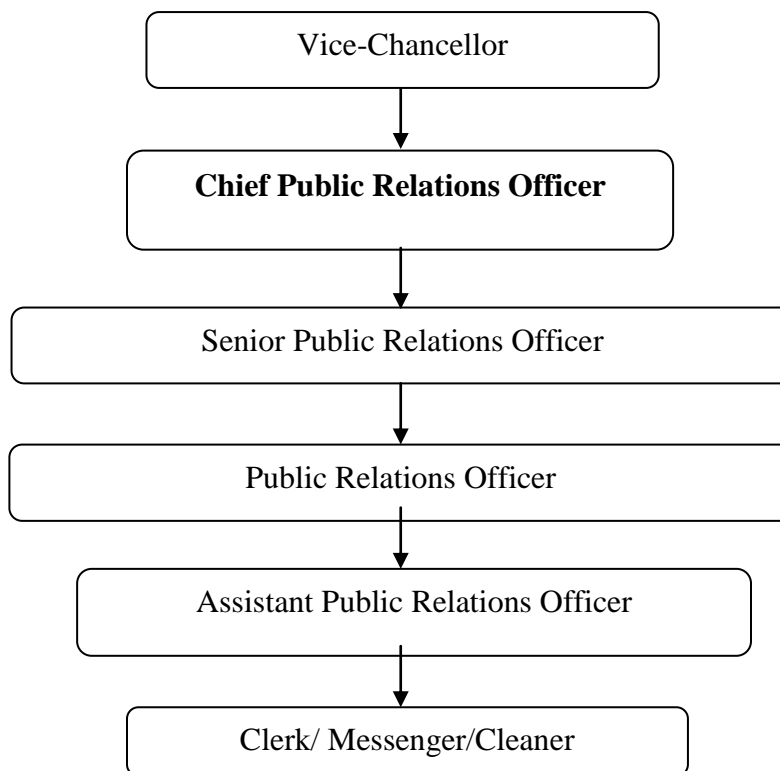 Vice-Chancellor
Chief Public Relations Officer
Senior Public Relations Officer
Public Relations Officer
Assistant Public Relations Officer
Clerk/ Messenger/Cleaner